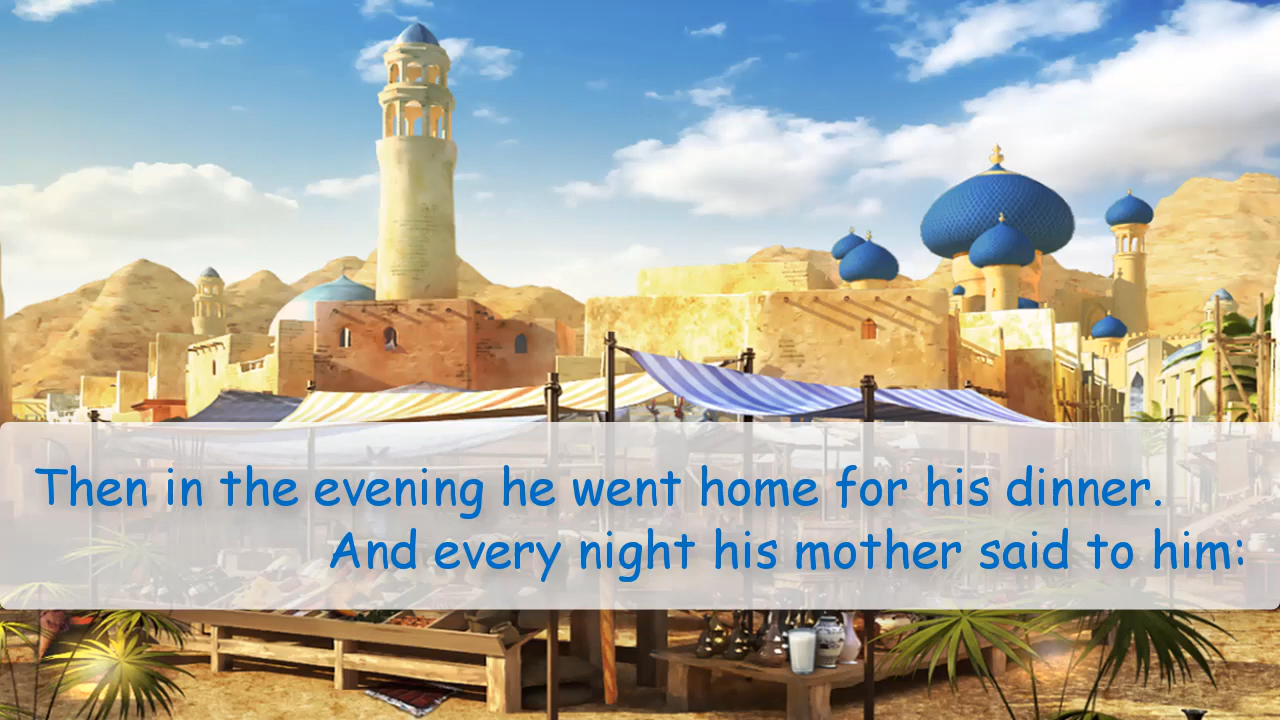 Then in the evening he went home for his dinner.
And every night his mother said to him: